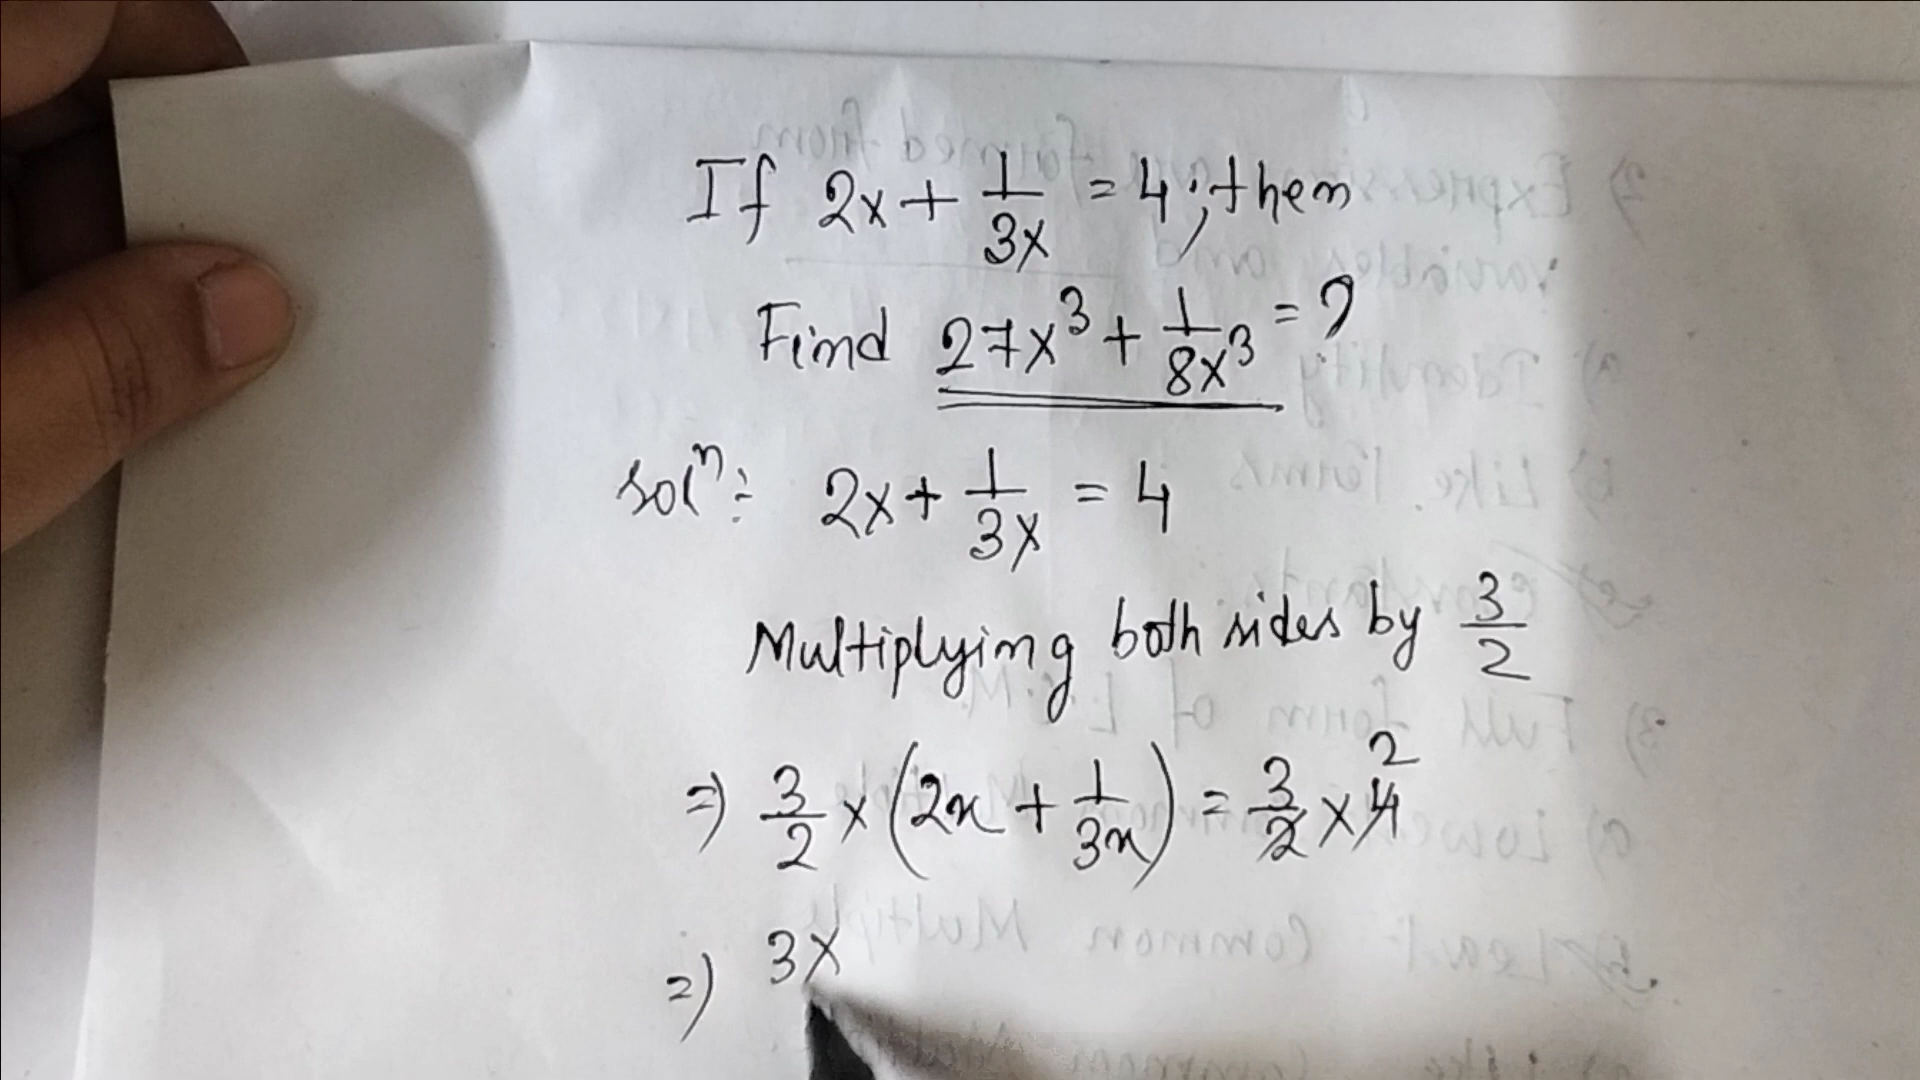 If 2x + 1/3x = 4 ; then
Find 27x³ + 1/8x³ = ?
Solⁿ:- 2x + 1/3x = 4
Multiplying both sides by 3/2
⇒ 3/2 × (2x + 1/3x) = 3/2 × 4 2
⇒ 3x